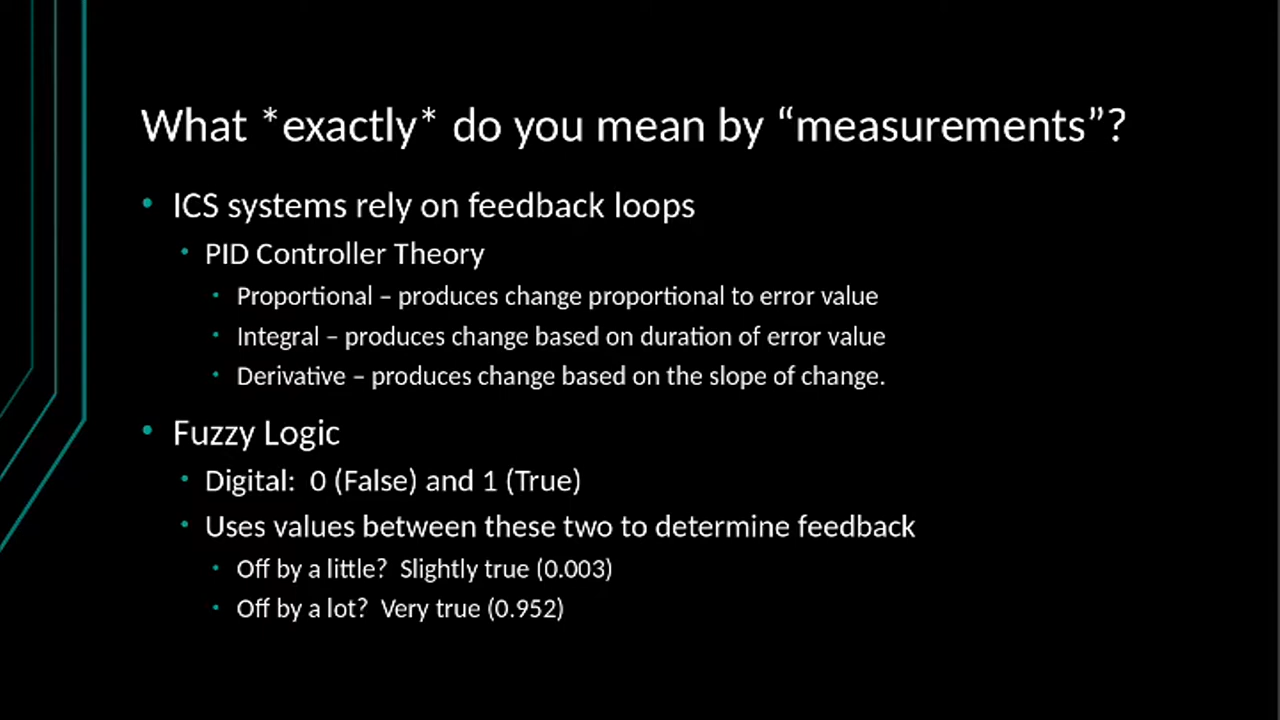 What *exactly* do you mean by “measurements”?
• ICS systems rely on feedback loops
• PID Controller Theory
• Proportional – produces change proportional to error value
• Integral – produces change based on duration of error value
• Derivative – produces change based on the slope of change.
• Fuzzy Logic
• Digital:  0 (False) and 1 (True)
• Uses values between these two to determine feedback
• Off by a little?  Slightly true (0.003)
• Off by a lot?  Very true (0.952)